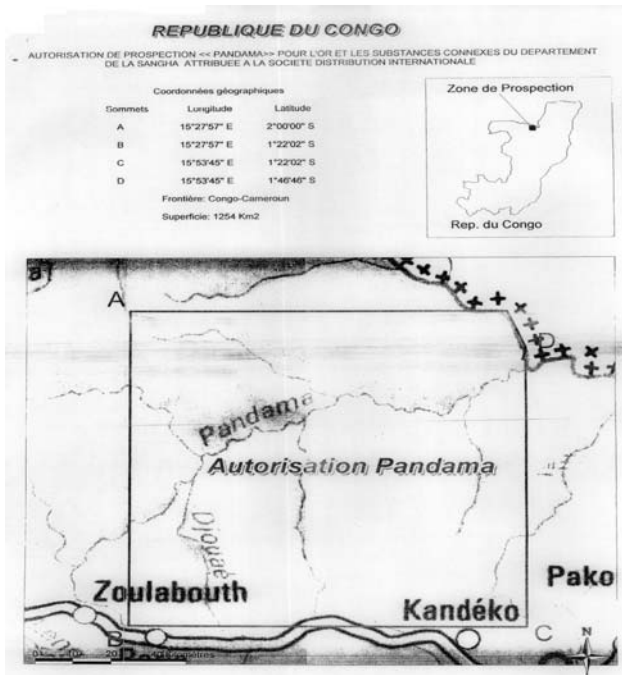 REPUBLIQUE DU CONGO
AUTORISATION DE PROSPECTION << PANDAMA>> POUR L'OR ET LES SUBSTANCES CONNEXES DU DEPARTEMENT
DE LA SANGHA ATTRIBUEE A LA SOCIETE DISTRIBUTION INTERNATIONALE
Coordonnées géographiques
Sommets Longitude Latitude
A 15°27'57" E 2°00'00" S
B 15°27'57" E 1°22'02" S
C 15°53'45" E 1°22'02" S
D 15°53'45" E 1°46'46" S
Frontière: Congo-Cameroun
Superficie: 1254 Km2
Zone de Prospection
Rep. du Congo
A
D
Pandama
Autorisation Pandama
Djouaé
Zoulabouth
Kandéko
Pako
B
C
N
0 10 20